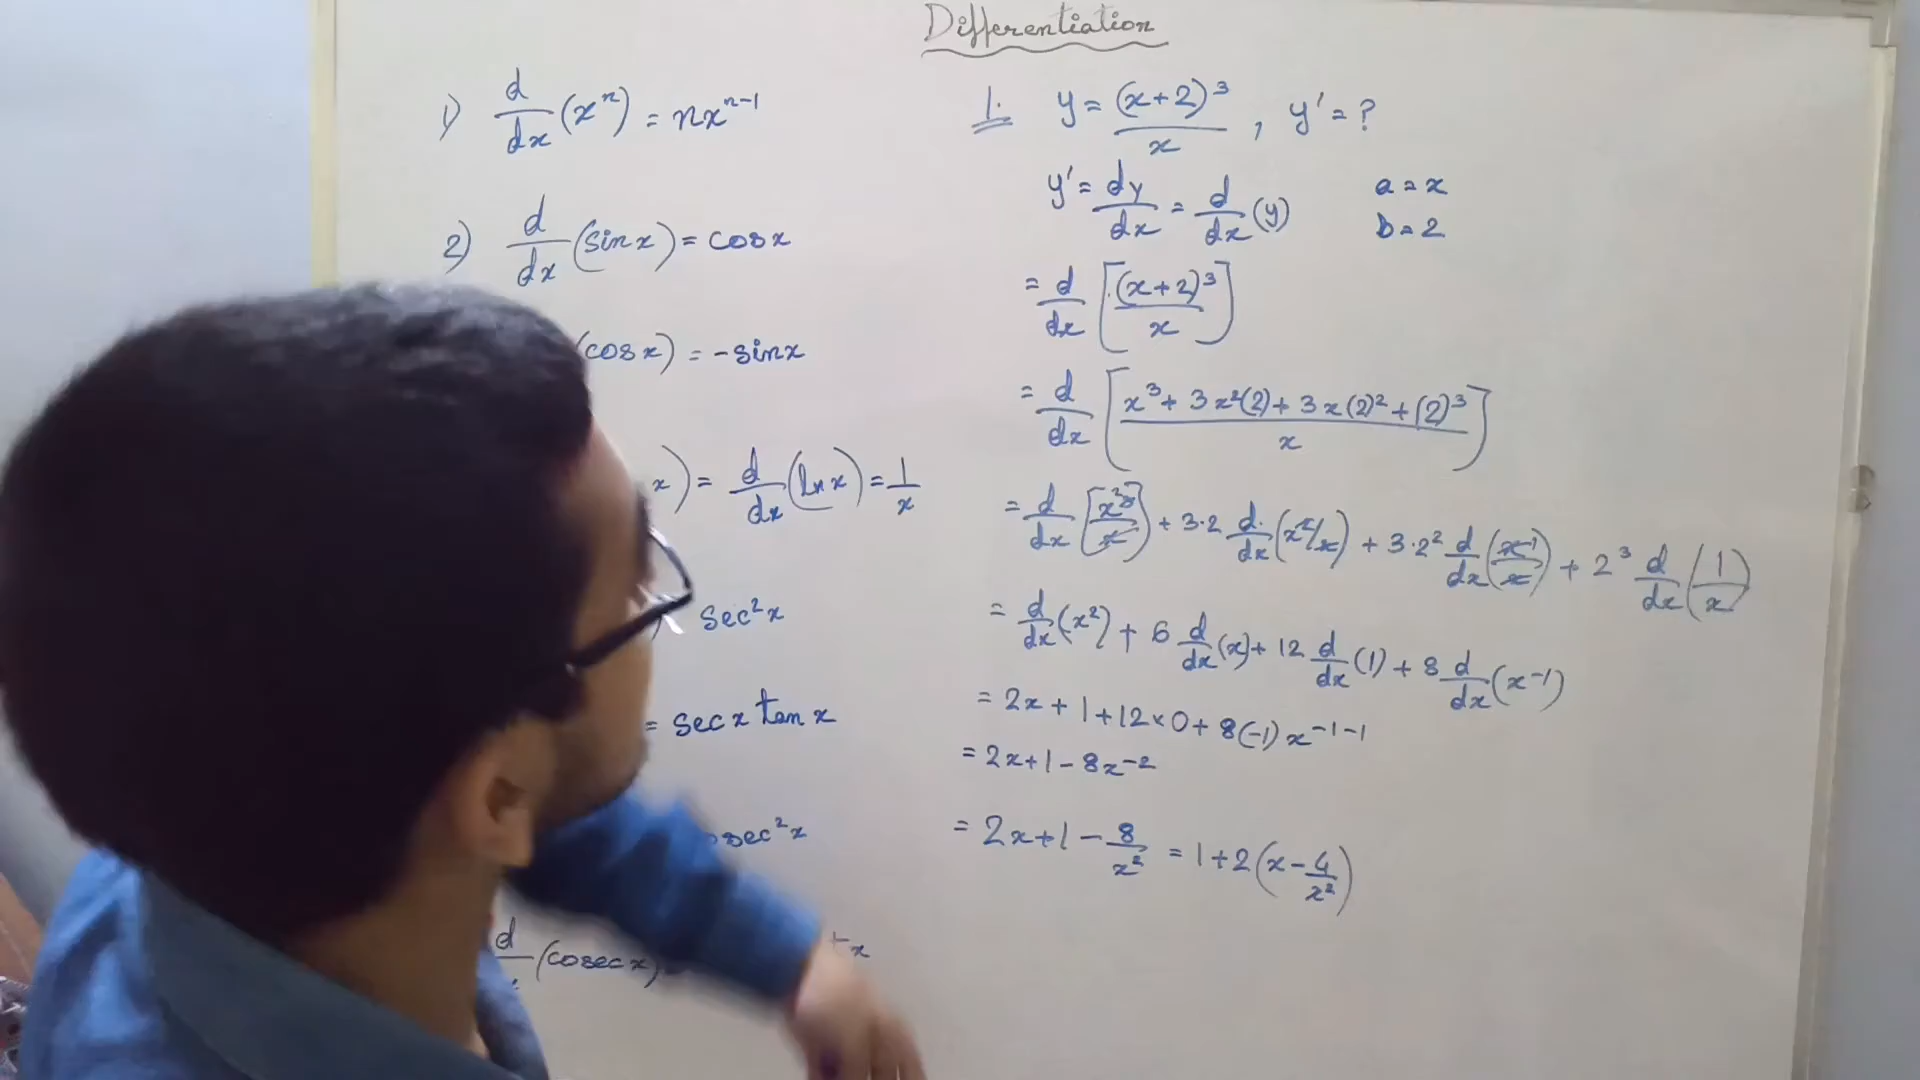 Differentiation
1) d/dx (xⁿ) = nxⁿ⁻¹
2) d/dx (sin x) = cos x
(cos x) = -sin x
x) = d/dx (ln x) = 1/x
sec²x
= sec x tan x
osec²x
d (cosec x)
t x
1. y = (x+2)³/x , y' = ?
y' = dy/dx = d/dx (y)
a = x
b = 2
= d/dx [(x+2)³/x]
= d/dx [(x³ + 3x²(2) + 3x(2)² + (2)³)/x]
= d/dx [x³/x] + 3·2 d/dx (x²/x) + 3·2² d/dx (x/x) + 2³ d/dx (1/x)
= d/dx (x²) + 6 d/dx (x) + 12 d/dx (1) + 8 d/dx (x⁻¹)
= 2x + 1 + 12×0 + 8(-1) x⁻¹⁻¹
= 2x + 1 - 8x⁻²
= 2x + 1 - 8/x² = 1 + 2(x - 4/x²)